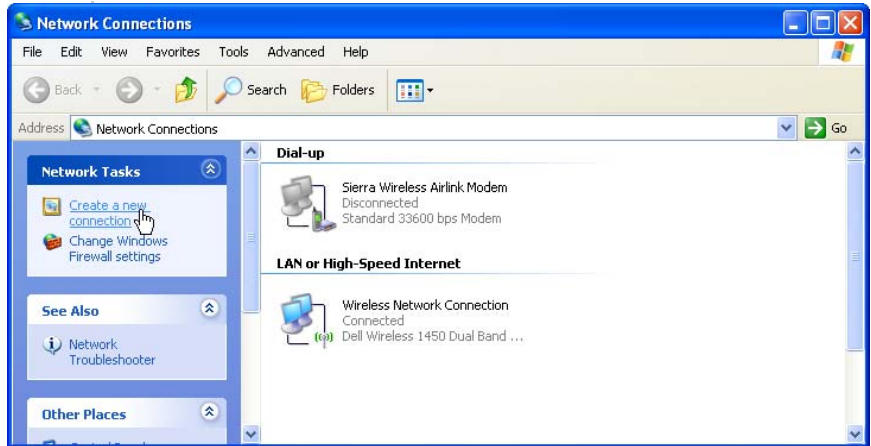 Network Connections
File Edit View Favorites Tools Advanced Help
Back Search Folders
Address Network Connections Go
Network Tasks
Create a new
connection
Change Windows
Firewall settings
See Also
Network
Troubleshooter
Other Places
Dial-up
Sierra Wireless Airlink Modem
Disconnected
Standard 33600 bps Modem
LAN or High-Speed Internet
Wireless Network Connection
Connected
Dell Wireless 1450 Dual Band ...